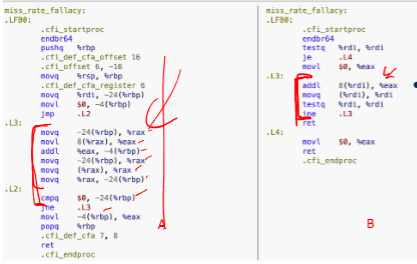 miss_rate_fallacy:
.LFB0:
.cfi_startproc
endbr64
pushq %rbp
.cfi_def_cfa_offset 16
.cfi_offset 6, -16
movq %rsp, %rbp
.cfi_def_cfa_register 6
movq %rdi, -24(%rbp)
movl $0, -4(%rbp)
jmp .L2
.L3:
movq -24(%rbp), %rax
movl 8(%rax), %eax
addl %eax, -4(%rbp)
movq -24(%rbp), %rax
movq (%rax), %rax
movq %rax, -24(%rbp)
.L2:
cmpq $0, -24(%rbp)
jne .L3
movl -4(%rbp), %eax
popq %rbp
.cfi_def_cfa 7, 8
ret
.cfi_endproc
A
miss_rate_fallacy:
.LFB0:
.cfi_startproc
endbr64
testq %rdi, %rdi
je .L4
movl $0, %eax
.L3:
addl 8(%rdi), %eax
movq (%rdi), %rdi
testq %rdi, %rdi
jne .L3
ret
.L4:
movl $0, %eax
ret
.cfi_endproc
B